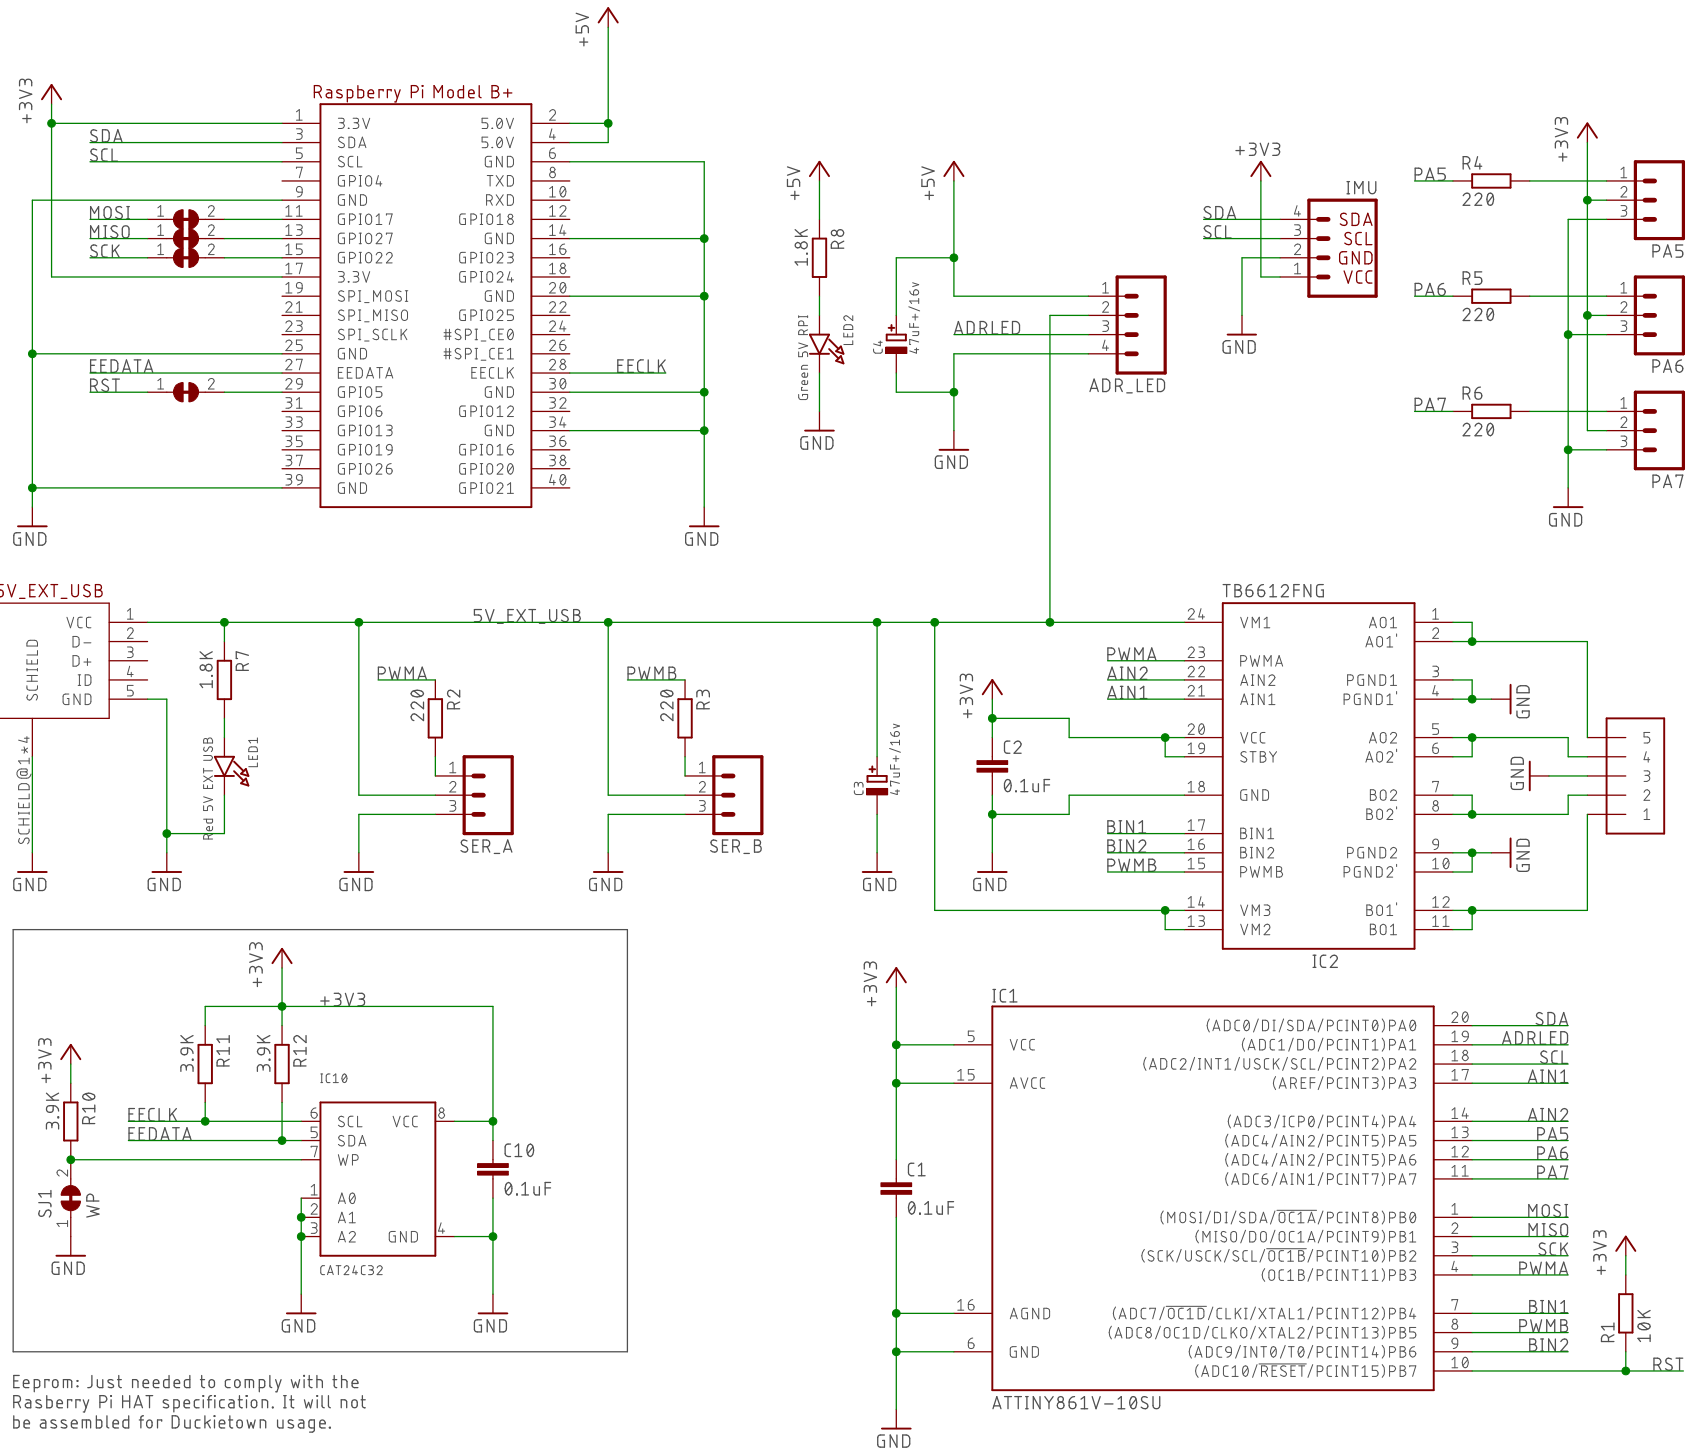 +5V
+3V3
Raspberry Pi Model B+
1 3.3V 5.0V 2
SDA 3 SDA 5.0V 4
SCL 5 SCL GND 6
7 GPIO4 TXD 8
9 GND RXD 10
MOSI 1 2 11 GPIO17 GPIO18 12
MISO 1 2 13 GPIO27 GND 14
SCK 1 2 15 GPIO22 GPIO23 16
17 3.3V GPIO24 18
19 SPI_MOSI GND 20
21 SPI_MISO GPIO25 22
23 SPI_SCLK #SPI_CE0 24
25 GND #SPI_CE1 26
EEDATA 27 EEDATA EECLK 28 EECLK
RST 1 2 29 GPIO5 GND 30
31 GPIO6 GPIO12 32
33 GPIO13 GND 34
35 GPIO19 GPIO16 36
37 GPIO26 GPIO20 38
39 GND GPIO21 40
GND
GND
+5V
1.8K
R8
Green 5V RPI
LED2
GND
+5V
C4
47uF+/16v
ADRLED
1
2
3
4
ADR_LED
GND
+3V3
IMU
SDA 4 SDA
SCL 3 SCL
2 GND
1 VCC
GND
+3V3
PA5 R4 220
1
2
3
PA5
PA6 R5 220
1
2
3
PA6
PA7 R6 220
1
2
3
PA7
GND
5V_EXT_USB
SCHIELD
VCC 1
D- 2
D+ 3
ID 4
GND 5
SCHIELD@1*4
GND
GND
1.8K
R7
Red 5V EXT USB
LED1
5V_EXT_USB
PWMA
220
R2
1
2
3
SER_A
GND
PWMB
220
R3
1
2
3
SER_B
GND
C3
47uF+/16v
GND
+3V3
C2
0.1uF
GND
TB6612FNG
24 VM1 AO1 1
AO1' 2
PWMA 23 PWMA
AIN2 22 AIN2 PGND1 3
AIN1 21 AIN1 PGND1' 4 GND
20 VCC AO2 5
19 STBY AO2' 6
18 GND BO2 7
BO2' 8
BIN1 17 BIN1
BIN2 16 BIN2 PGND2 9 GND
PWMB 15 PWMB PGND2' 10
14 VM3 BO1' 12
13 VM2 BO1 11
IC2
GND
5
4
3
2
1
+3V3
+3V3
+3V3
3.9K
R10
3.9K
R11
3.9K
R12
IC10
EECLK 6 SCL VCC 8
EEDATA 5 SDA
7 WP
1 A0
2 A1
3 A2 GND 4
CAT24C32
C10
0.1uF
SJ1
2
1
WP
GND
GND
GND
Eeprom: Just needed to comply with the
Rasberry Pi HAT specification. It will not
be assembled for Duckietown usage.
+3V3
C1
0.1uF
GND
IC1
5 VCC
15 AVCC
16 AGND
6 GND
(ADC0/DI/SDA/PCINT0)PA0 20 SDA
(ADC1/DO/PCINT1)PA1 19 ADRLED
(ADC2/INT1/USCK/SCL/PCINT2)PA2 18 SCL
(AREF/PCINT3)PA3 17 AIN1
(ADC3/ICP0/PCINT4)PA4 14 AIN2
(ADC4/AIN2/PCINT5)PA5 13 PA5
(ADC4/AIN2/PCINT5)PA6 12 PA6
(ADC6/AIN1/PCINT7)PA7 11 PA7
(MOSI/DI/SDA/OC1A/PCINT8)PB0 1 MOSI
(MISO/DO/OC1A/PCINT9)PB1 2 MISO
(SCK/USCK/SCL/OC1B/PCINT10)PB2 3 SCK
(OC1B/PCINT11)PB3 4 PWMA
(ADC7/OC1D/CLKI/XTAL1/PCINT12)PB4 7 BIN1
(ADC8/OC1D/CLKO/XTAL2/PCINT13)PB5 8 PWMB
(ADC9/INT0/T0/PCINT14)PB6 9 BIN2
(ADC10/RESET/PCINT15)PB7 10 RST
ATTINY861V-10SU
+3V3
R1
10K